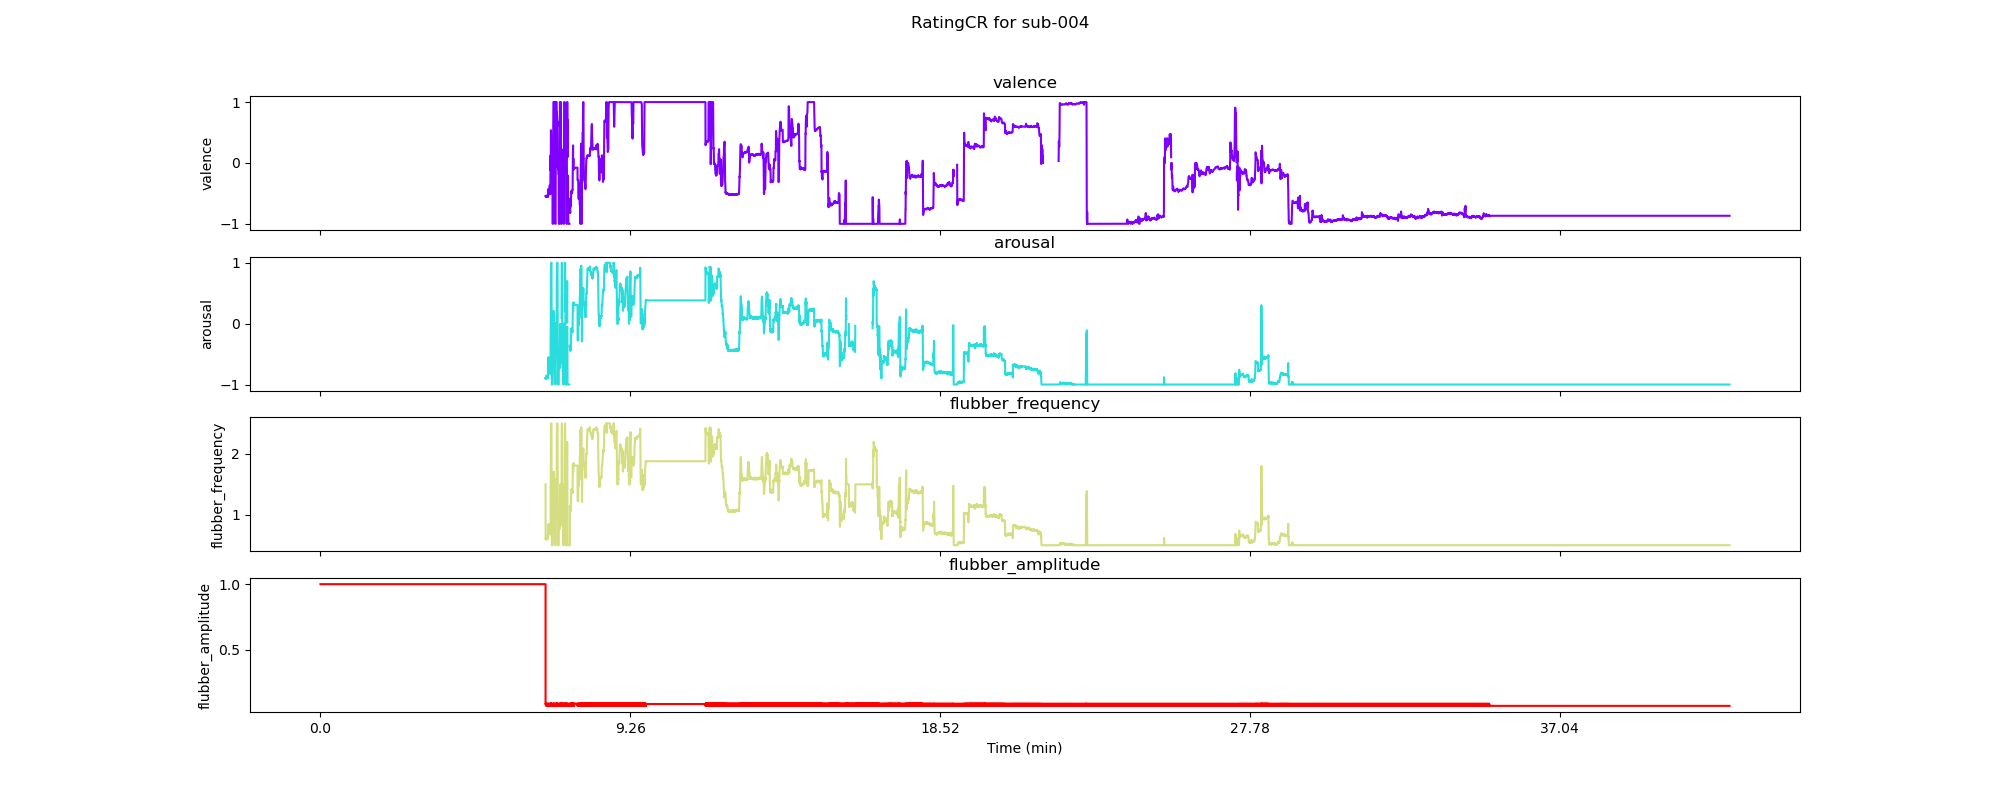 RatingCR for sub-004
valence
valence
1
0
−1
arousal
arousal
1
0
−1
flubber_frequency
flubber_frequency
2
1
flubber_amplitude
flubber_amplitude
1.0
0.5
0.0 9.26 18.52 27.78 37.04
Time (min)